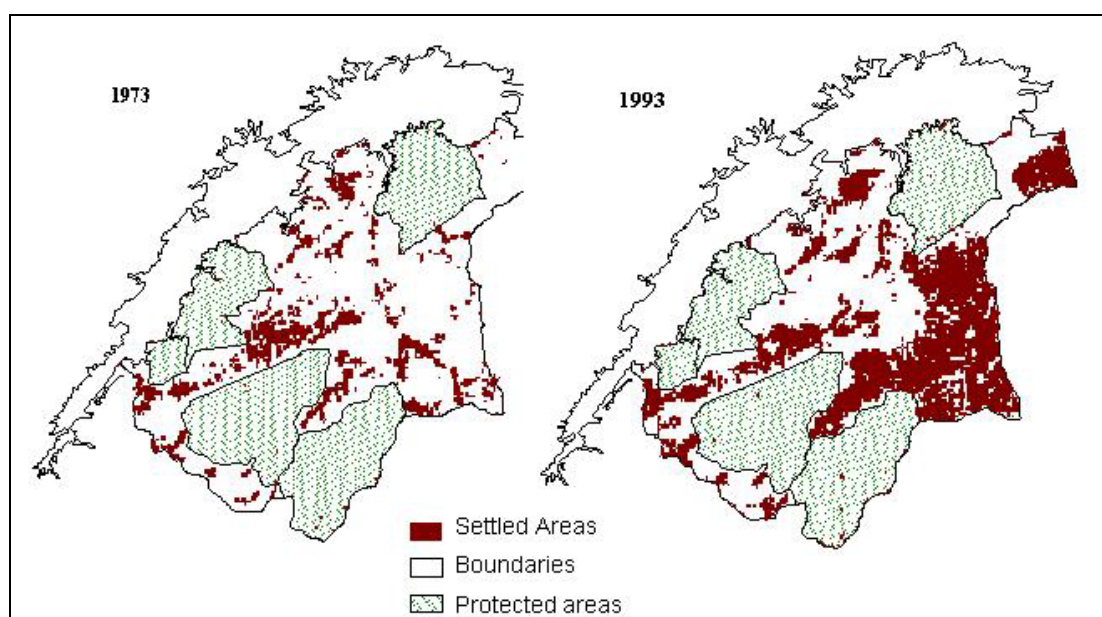 1973
1993
Settled Areas
Boundaries
Protected areas